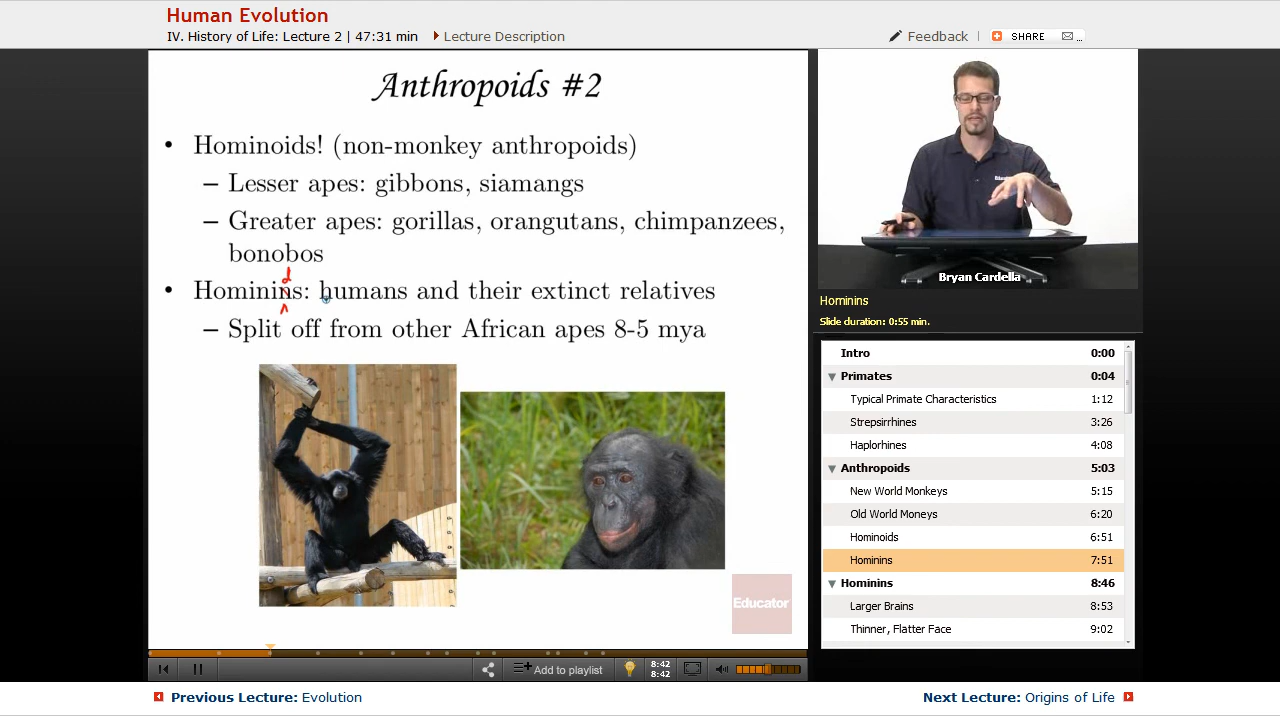 Human Evolution
IV. History of Life: Lecture 2 | 47:31 min
Lecture Description
Feedback
SHARE
...
Anthropoids #2
• Hominoids! (non-monkey anthropoids)
– Lesser apes: gibbons, siamangs
– Greater apes: gorillas, orangutans, chimpanzees,
bonobos
d
• Hominins: humans and their extinct relatives
– Split off from other African apes 8-5 mya
Educator
Bryan Cardella
Hominins
Slide duration: 0:55 min.
Intro 0:00
Primates 0:04
Typical Primate Characteristics 1:12
Strepsirrhines 3:26
Haplorhines 4:08
Anthropoids 5:03
New World Monkeys 5:15
Old World Moneys 6:20
Hominoids 6:51
Hominins 7:51
Hominins 8:46
Larger Brains 8:53
Thinner, Flatter Face 9:02
Add to playlist
8:42
8:42
Previous Lecture: Evolution
Next Lecture: Origins of Life